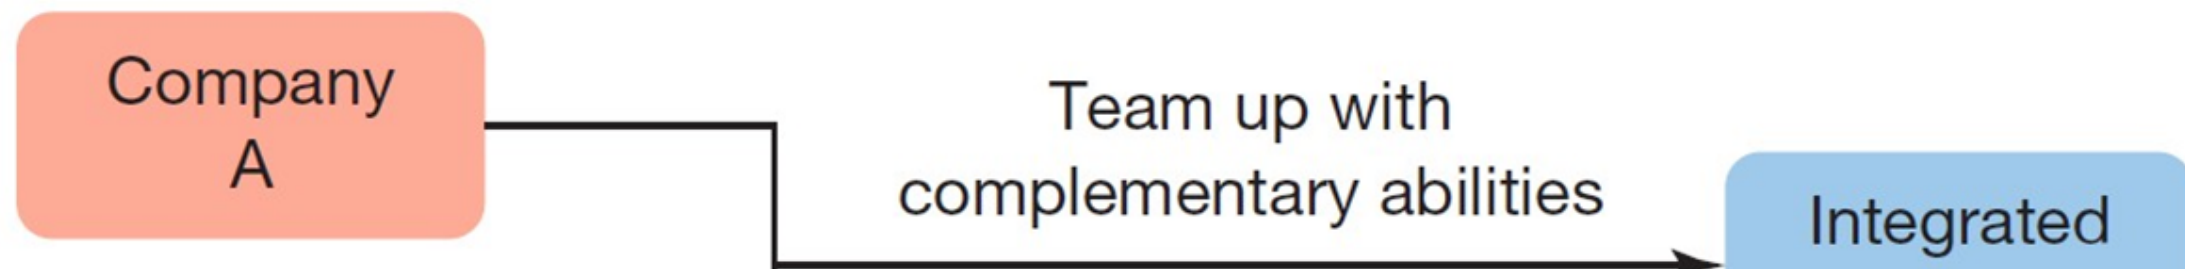 Company
A
Team up with
complementary abilities
Integrated